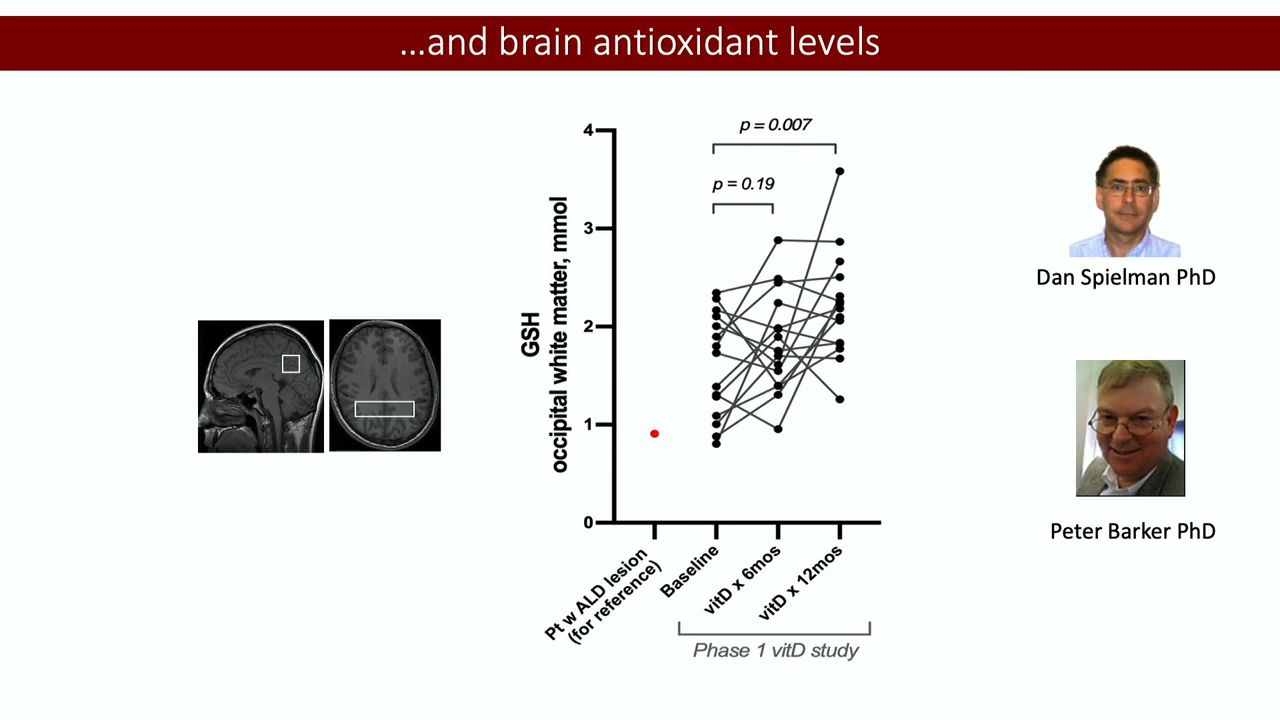 …and brain antioxidant levels
p = 0.007
p = 0.19
4
3
2
1
0
GSH
occipital white matter, mmol
Pt w ALD lesion
(for reference)
Baseline
vitD x 6mos
vitD x 12mos
Phase 1 vitD study
Dan Spielman PhD
Peter Barker PhD